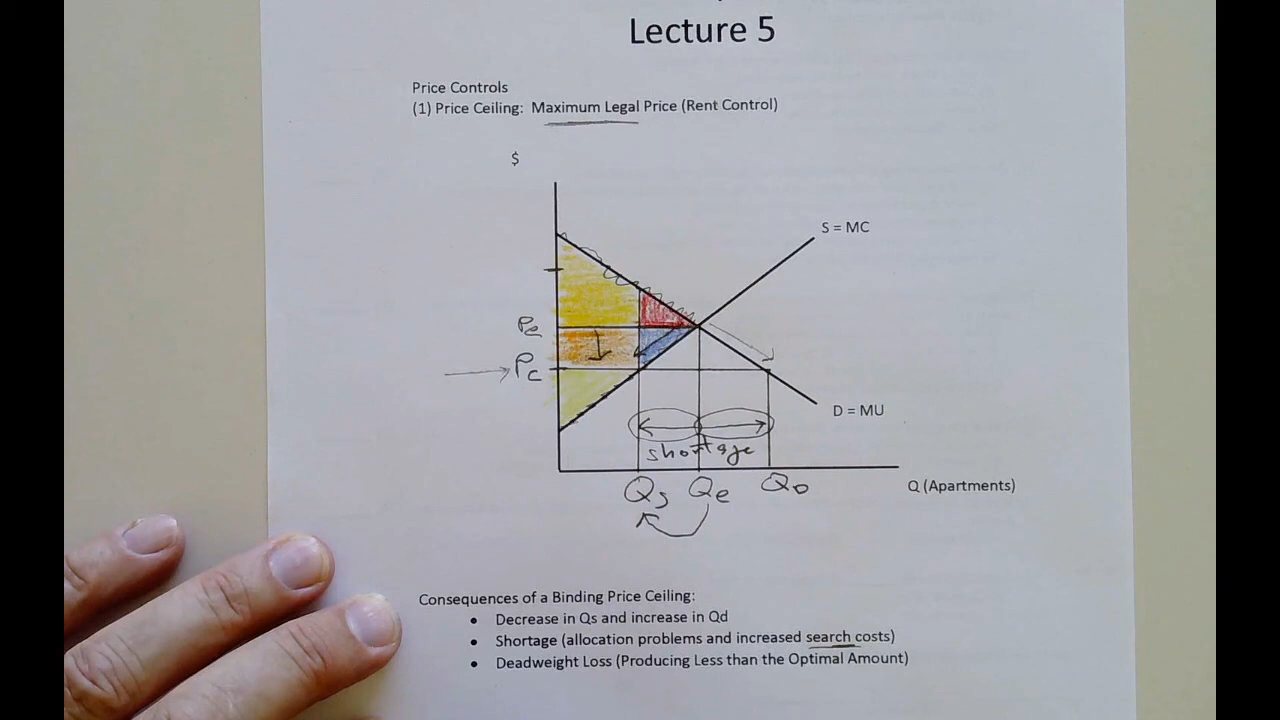 Lecture 5
Price Controls
(1) Price Ceiling: Maximum Legal Price (Rent Control)
$
S = MC
Pe
Pc
D = MU
shortage
Qs Qe QD
Q (Apartments)
Consequences of a Binding Price Ceiling:
• Decrease in Qs and increase in Qd
• Shortage (allocation problems and increased search costs)
• Deadweight Loss (Producing Less than the Optimal Amount)